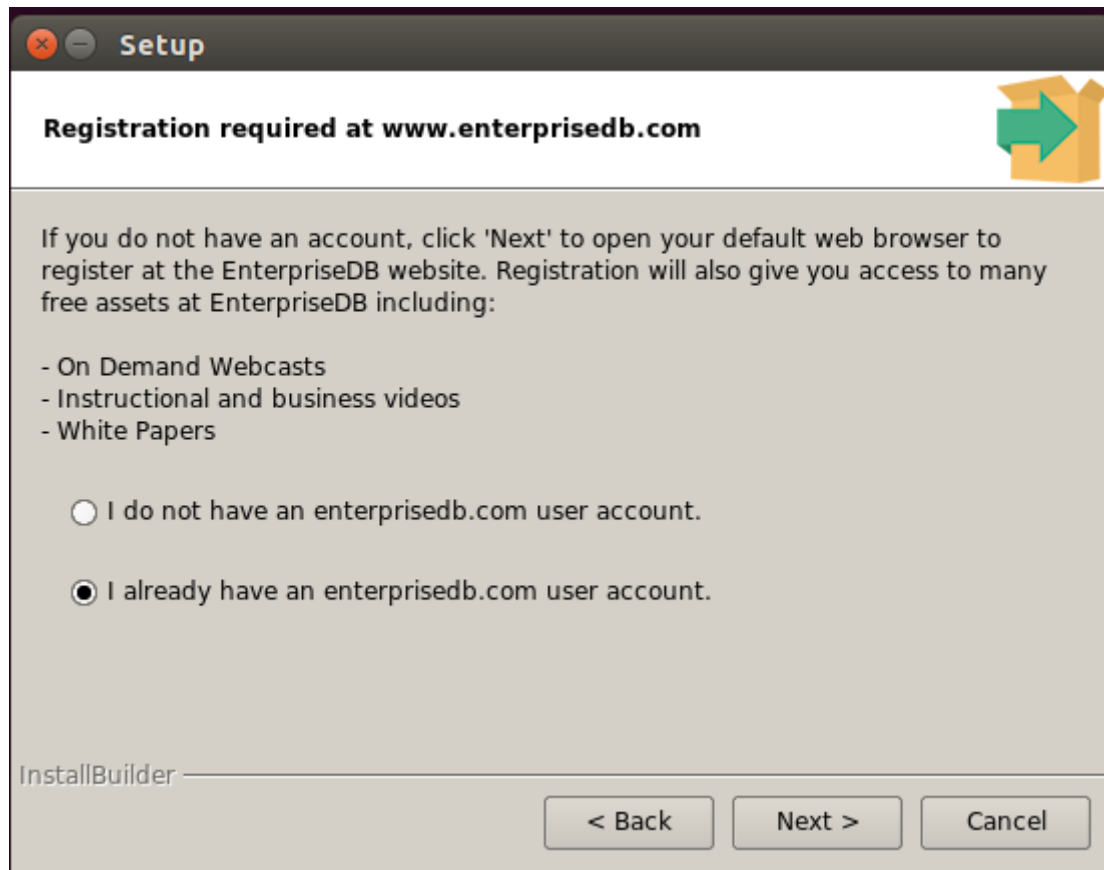 Setup
Registration required at www.enterprisedb.com
If you do not have an account, click 'Next' to open your default web browser to
register at the EnterpriseDB website. Registration will also give you access to many
free assets at EnterpriseDB including:
- On Demand Webcasts
- Instructional and business videos
- White Papers
I do not have an enterprisedb.com user account.
I already have an enterprisedb.com user account.
InstallBuilder
< Back
Next >
Cancel